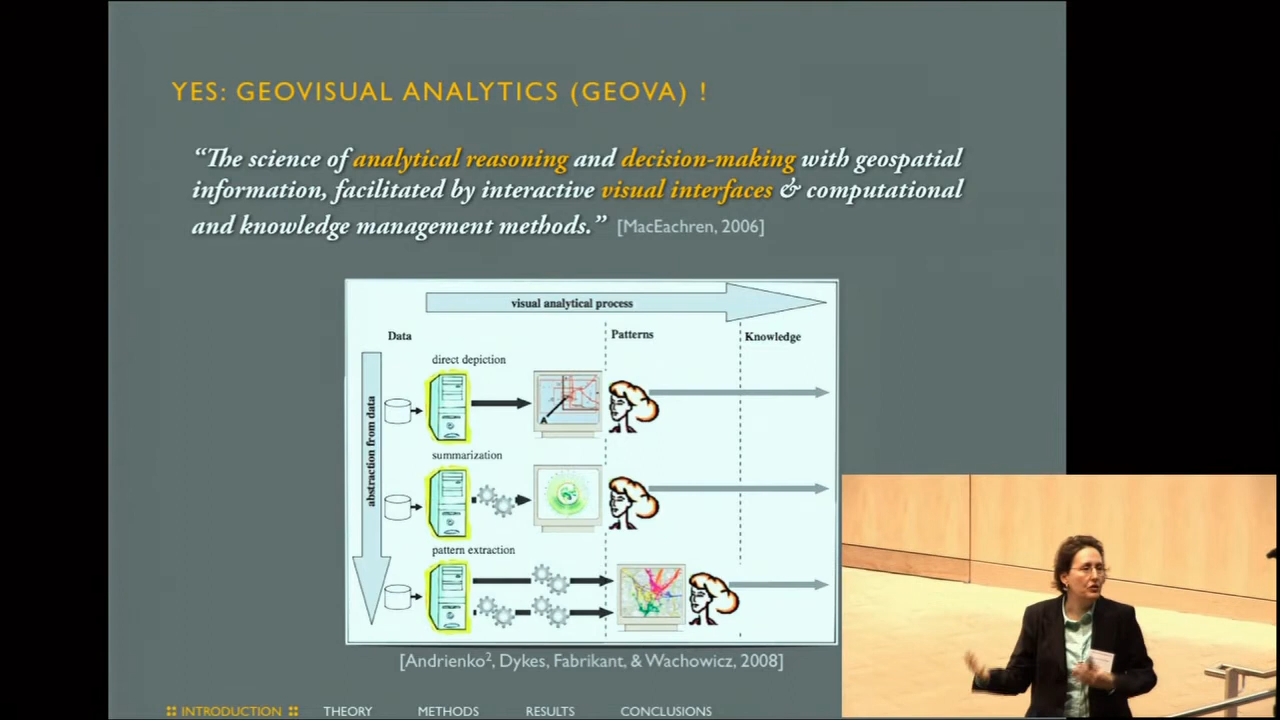 YES: GEOVISUAL ANALYTICS (GEOVA) !
“The science of analytical reasoning and decision-making with geospatial
information, facilitated by interactive visual interfaces & computational
and knowledge management methods.” [MacEachren, 2006]
visual analytical process
Data
Patterns
Knowledge
abstraction from data
direct depiction
A
summarization
pattern extraction
[Andrienko², Dykes, Fabrikant, & Wachowicz, 2008]
INTRODUCTION THEORY METHODS RESULTS CONCLUSIONS